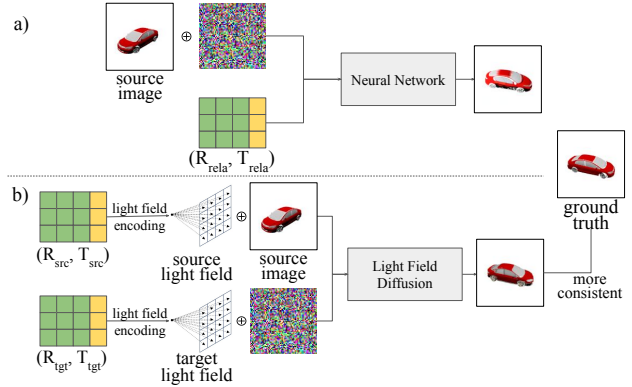 a)
⊕
source
image
Neural Network
(R_rela, T_rela)
b)
light field
encoding
(R_src, T_src)
source
light field
⊕
source
image
Light Field
Diffusion
ground
truth
more
consistent
light field
encoding
(R_tgt, T_tgt)
target
light field
⊕